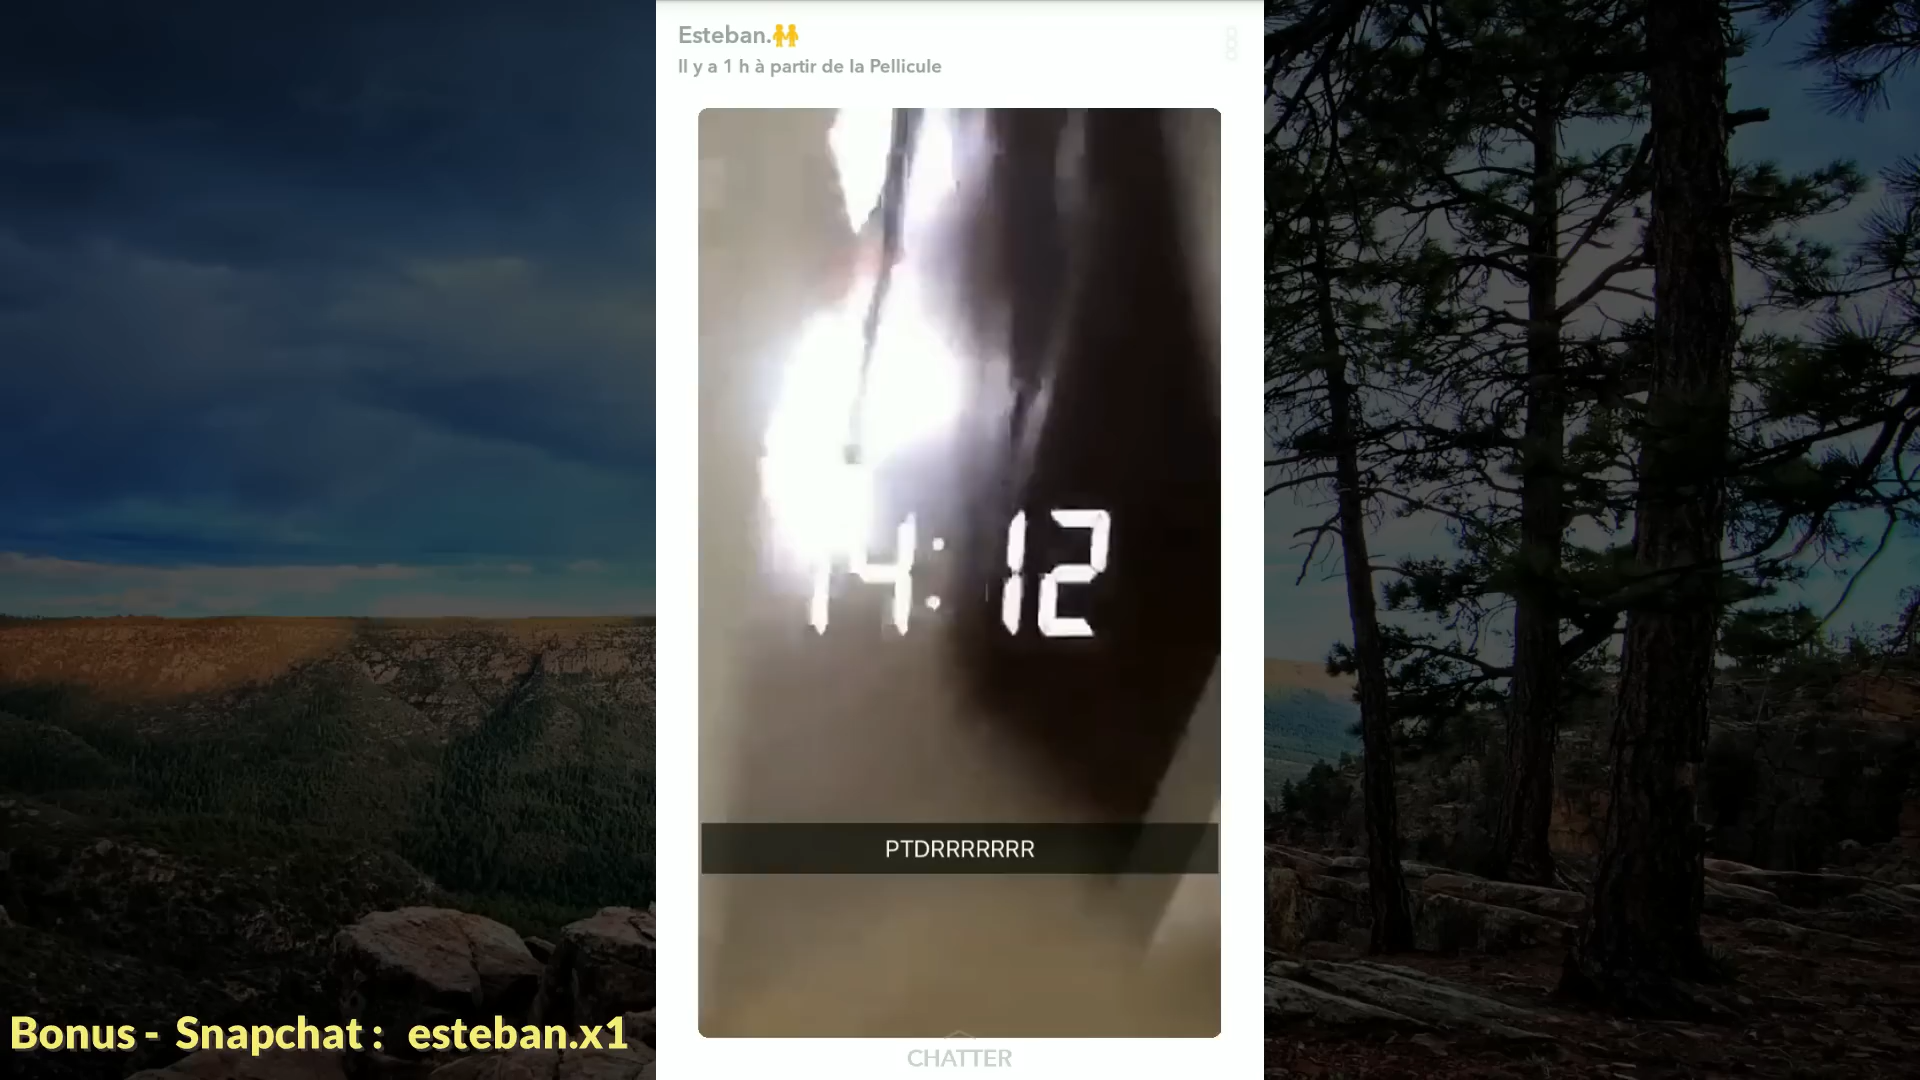 Esteban.
Il y a 1 h à partir de la Pellicule
14:12
PTDRRRRRRR
Bonus - Snapchat : esteban.x1
CHATTER